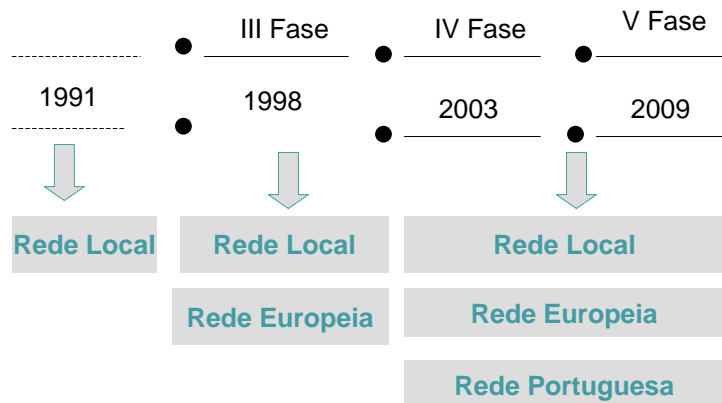 III Fase IV Fase V Fase
1991 1998 2003 2009
Rede Local Rede Local Rede Local
Rede Europeia Rede Europeia
Rede Portuguesa